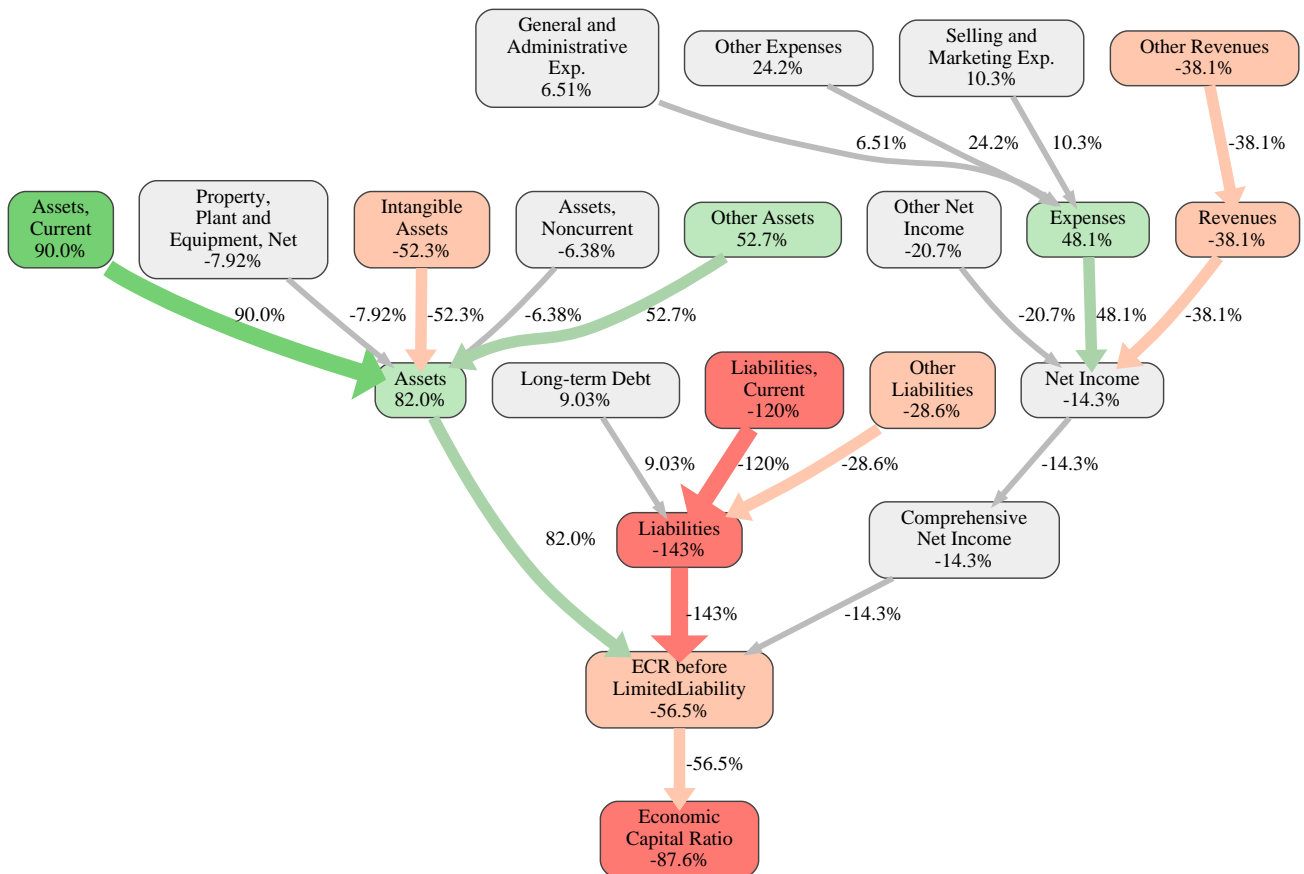 General and
Administrative
Exp.
6.51%
Other Expenses
24.2%
Selling and
Marketing Exp.
10.3%
Other Revenues
-38.1%
6.51%
24.2%
10.3%
-38.1%
Assets,
Current
90.0%
Property,
Plant and
Equipment, Net
-7.92%
Intangible
Assets
-52.3%
Assets,
Noncurrent
-6.38%
Other Assets
52.7%
Other Net
Income
-20.7%
Expenses
48.1%
Revenues
-38.1%
90.0%
-7.92%
-52.3%
-6.38%
52.7%
-20.7%
48.1%
-38.1%
Assets
82.0%
Long-term Debt
9.03%
Liabilities,
Current
-120%
Other
Liabilities
-28.6%
Net Income
-14.3%
9.03%
-120%
-28.6%
-14.3%
82.0%
Liabilities
-143%
Comprehensive
Net Income
-14.3%
-143%
-14.3%
ECR before
LimitedLiability
-56.5%
-56.5%
Economic
Capital Ratio
-87.6%